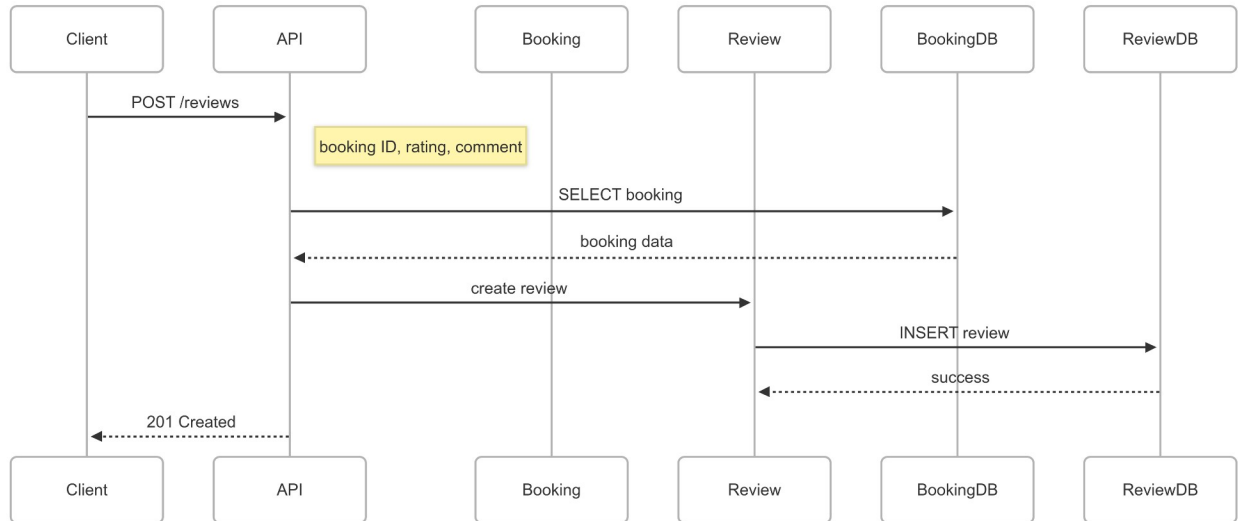 Client
API
Booking
Review
BookingDB
ReviewDB
POST /reviews
booking ID, rating, comment
SELECT booking
booking data
create review
INSERT review
success
201 Created
Client
API
Booking
Review
BookingDB
ReviewDB